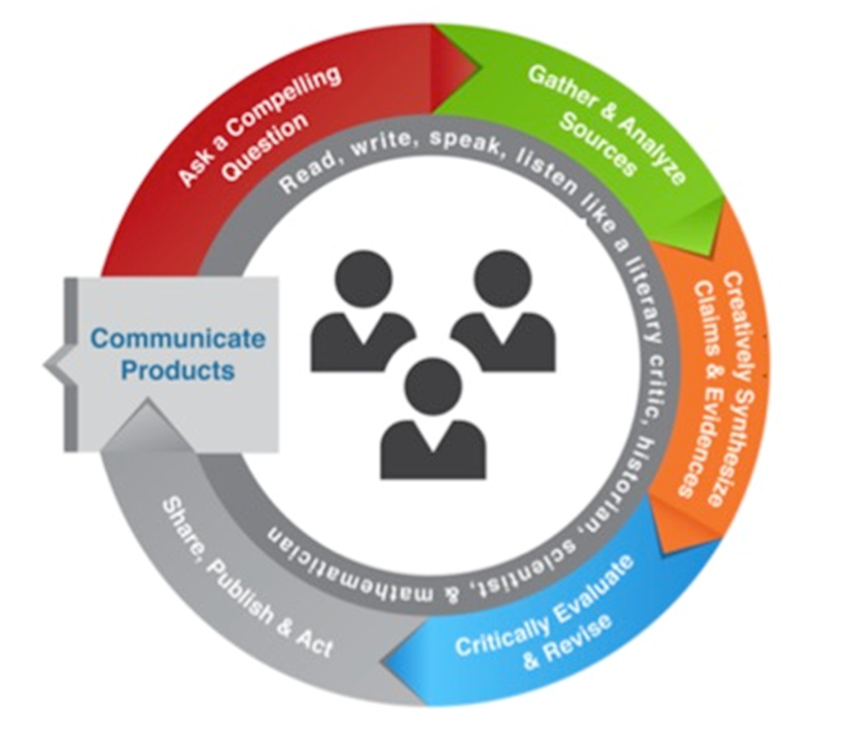 Ask a Compelling
Question
Gather & Analyze
Sources
Creatively Synthesize
Claims & Evidences
Critically Evaluate
& Revise
Share, Publish & Act
Communicate
Products
Read, write, speak, listen like a literary critic, historian, scientist, & mathematician